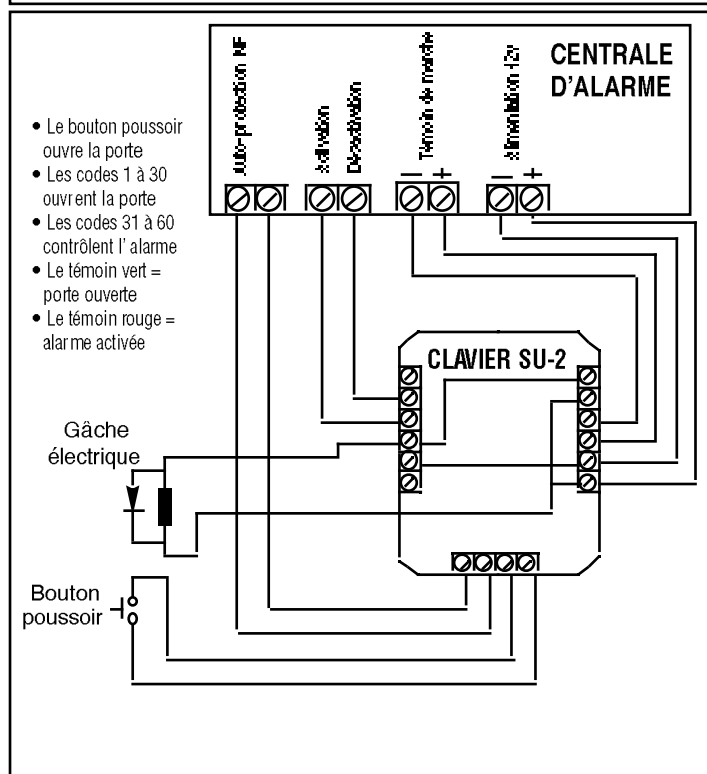 CENTRALE
D'ALARME
Auto-protection NF
Activation
Désactivation
Témoin de marche
Alimentation 12v
− + − +
• Le bouton poussoir
ouvre la porte
• Les codes 1 à 30
ouvrent la porte
• Les codes 31 à 60
contrôlent l' alarme
• Le témoin vert =
porte ouverte
• Le témoin rouge =
alarme activée
CLAVIER SU-2
Gâche
électrique
Bouton
poussoir